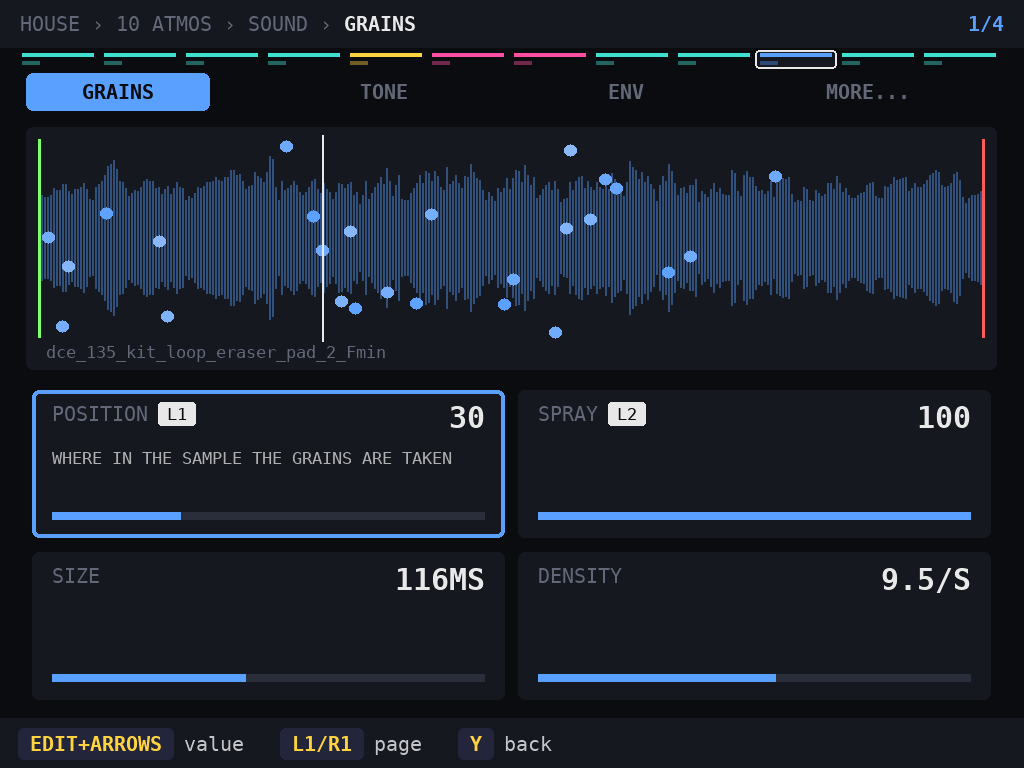 HOUSE › 10 ATMOS › SOUND › GRAINS 1/4
GRAINS TONE ENV MORE...
dce_135_kit_loop_eraser_pad_2_Fmin
POSITION L1 30
WHERE IN THE SAMPLE THE GRAINS ARE TAKEN
SPRAY L2 100
SIZE 116MS
DENSITY 9.5/S
EDIT+ARROWS value L1/R1 page Y back